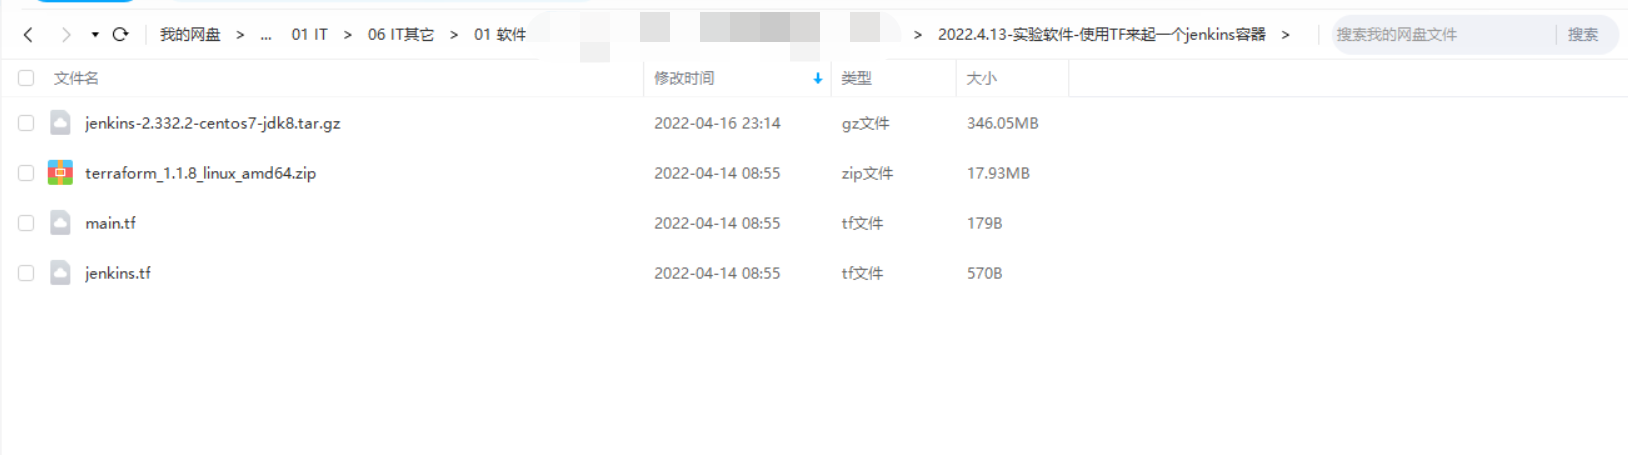 我的网盘 > ... 01 IT > 06 IT其它 > 01 软件 > 2022.4.13-实验软件-使用TF来起一个jenkins容器 > 搜索我的网盘文件 搜索
文件名 修改时间 类型 大小
jenkins-2.332.2-centos7-jdk8.tar.gz 2022-04-16 23:14 gz文件 346.05MB
terraform_1.1.8_linux_amd64.zip 2022-04-14 08:55 zip文件 17.93MB
main.tf 2022-04-14 08:55 tf文件 179B
jenkins.tf 2022-04-14 08:55 tf文件 570B